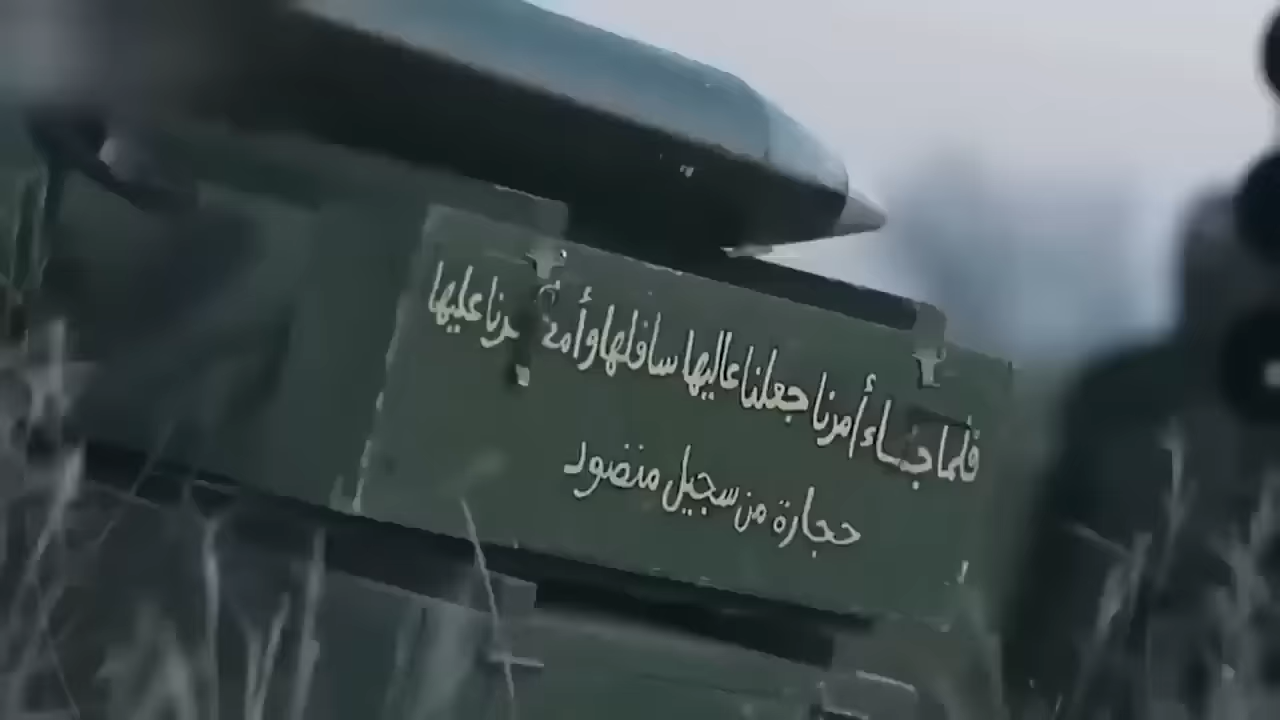 فلما جاء أمرنا جعلنا عاليها سافلها وأمطرنا عليها
حجارة من سجيل منضود